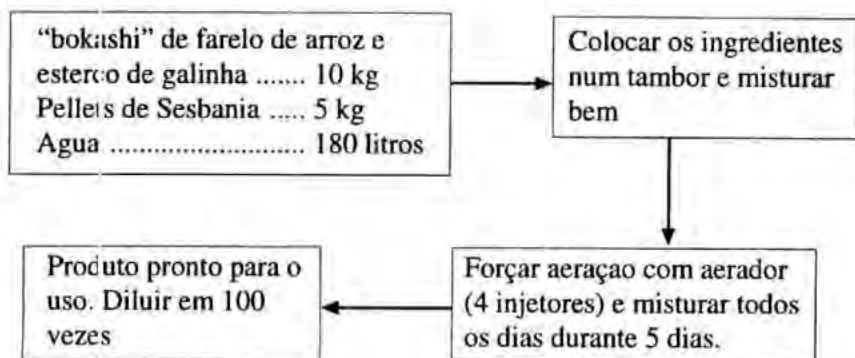 “bokashi” de farelo de arroz e
esterco de galinha ....... 10 kg
Pellets de Sesbania ..... 5 kg
Agua ........................... 180 litros
Colocar os ingredientes
num tambor e misturar
bem
Forçar aeraçao com aerador
(4 injetores) e misturar todos
os dias durante 5 dias.
Produto pronto para o
uso. Diluir em 100
vezes